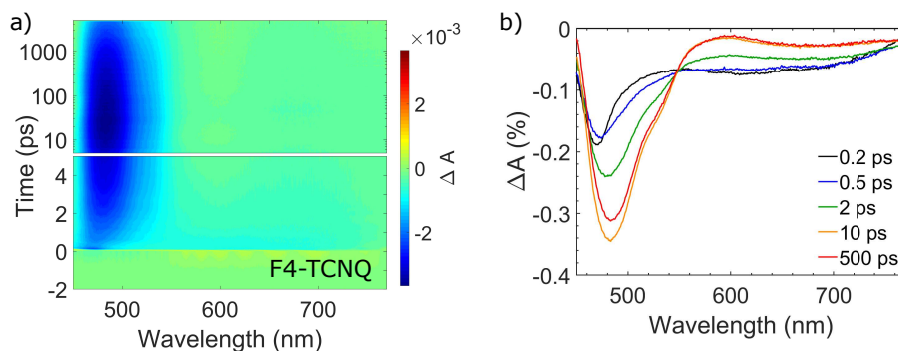 a)
×10⁻³
1000
100
10
4
2
0
-2
Time (ps)
F4-TCNQ
500
600
700
Wavelength (nm)
2
0
-2
Δ A
b)
0
-0.1
-0.2
-0.3
-0.4
ΔA (%)
0.2 ps
0.5 ps
2 ps
10 ps
500 ps
500
600
700
Wavelength (nm)